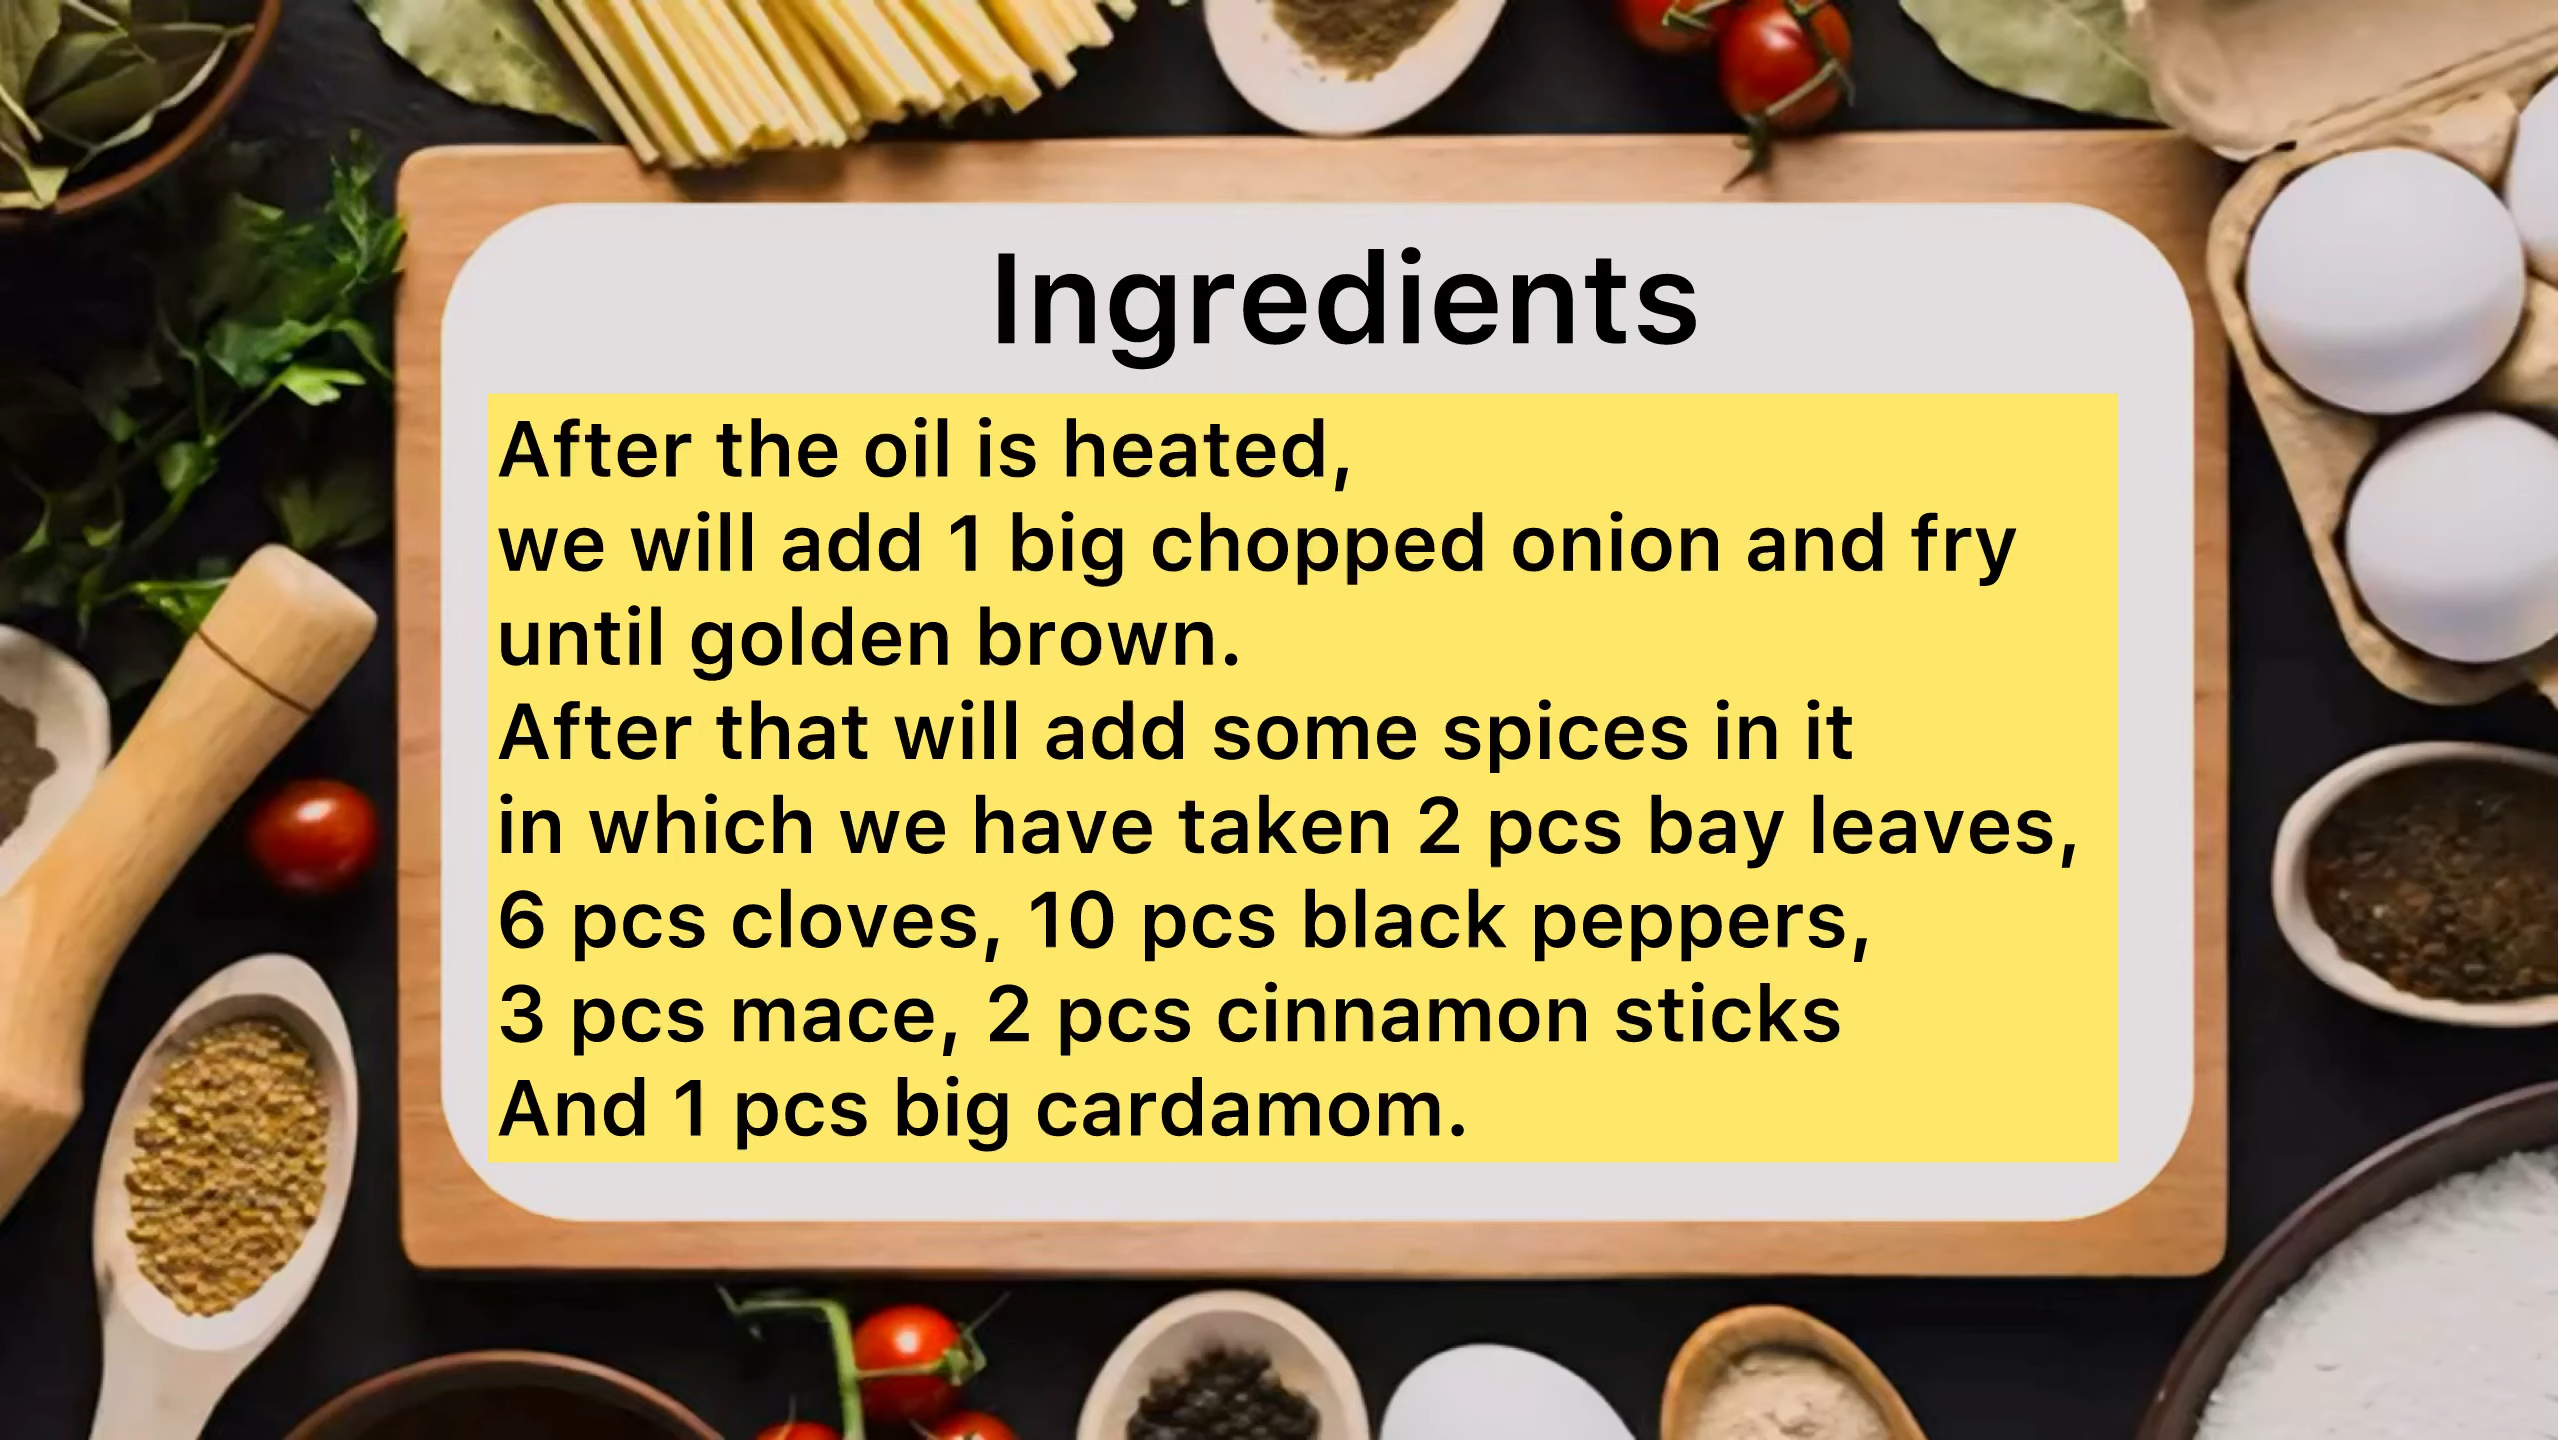 Ingredients
After the oil is heated,
we will add 1 big chopped onion and fry
until golden brown.
After that will add some spices in it
in which we have taken 2 pcs bay leaves,
6 pcs cloves, 10 pcs black peppers,
3 pcs mace, 2 pcs cinnamon sticks
And 1 pcs big cardamom.